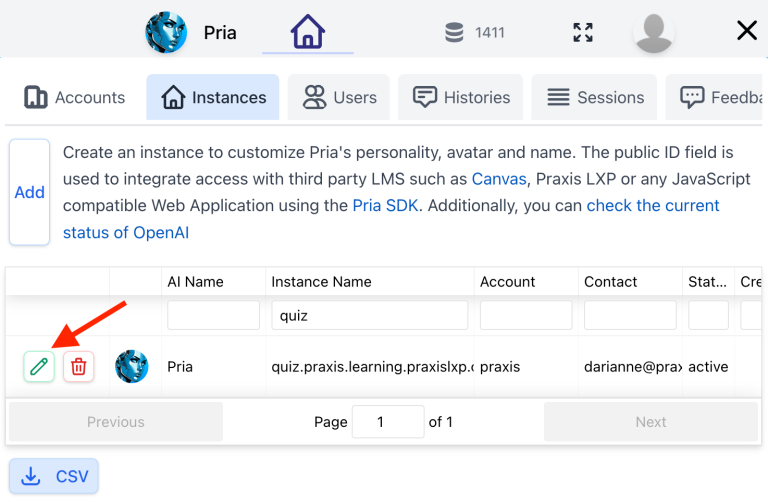 Pria 1411
Accounts Instances Users Histories Sessions Feedba
Add
Create an instance to customize Pria's personality, avatar and name. The public ID field is
used to integrate access with third party LMS such as Canvas, Praxis LXP or any JavaScript
compatible Web Application using the Pria SDK. Additionally, you can check the current
status of OpenAI
AI Name Instance Name Account Contact Stat... Cre
quiz
Pria quiz.praxis.learning.praxislxp.c praxis darianne@prax active
Previous Page 1 of 1 Next
CSV